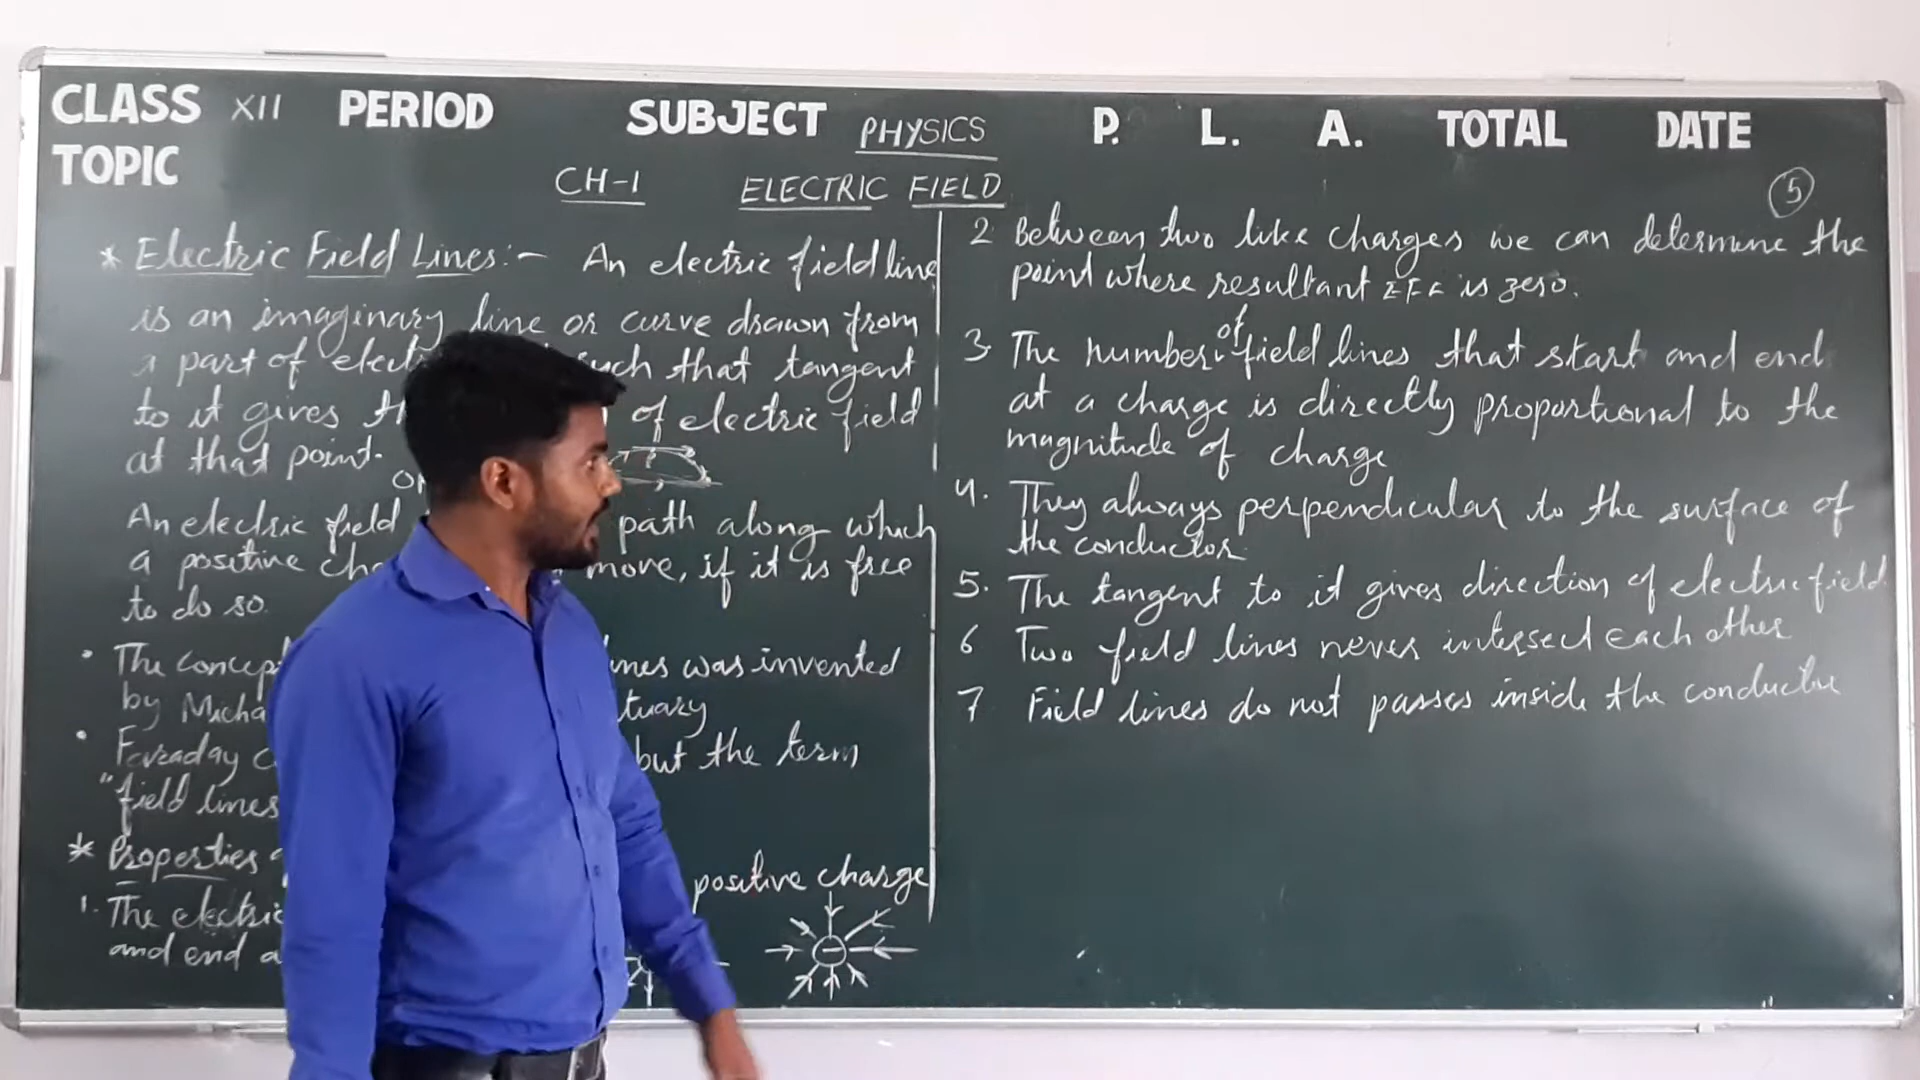 CLASS XII PERIOD SUBJECT PHYSICS P. L. A. TOTAL DATE
TOPIC
CH-1 ELECTRIC FIELD
5
* Electric Field Lines:- An electric field line
is an imaginary line or curve drawn from
a part of such that tangent
to it gives of electric field
at that point.
An electric field path along which
a positive move, if it is free
to do so.
• The lines was invented
by
• Faraday but the term
"field lines
* Properties
1. The electric positive charge
and end
2 Between two like charges we can determine the
point where resultant is zero.
3. The number of field lines that start and end
at a charge is directly proportional to the
magnitude of charge
4. They always perpendicular to the surface of
the conductor.
5. The tangent to it gives direction of electric field
6 Two field lines never intersect each other
7 Field lines do not passes inside the